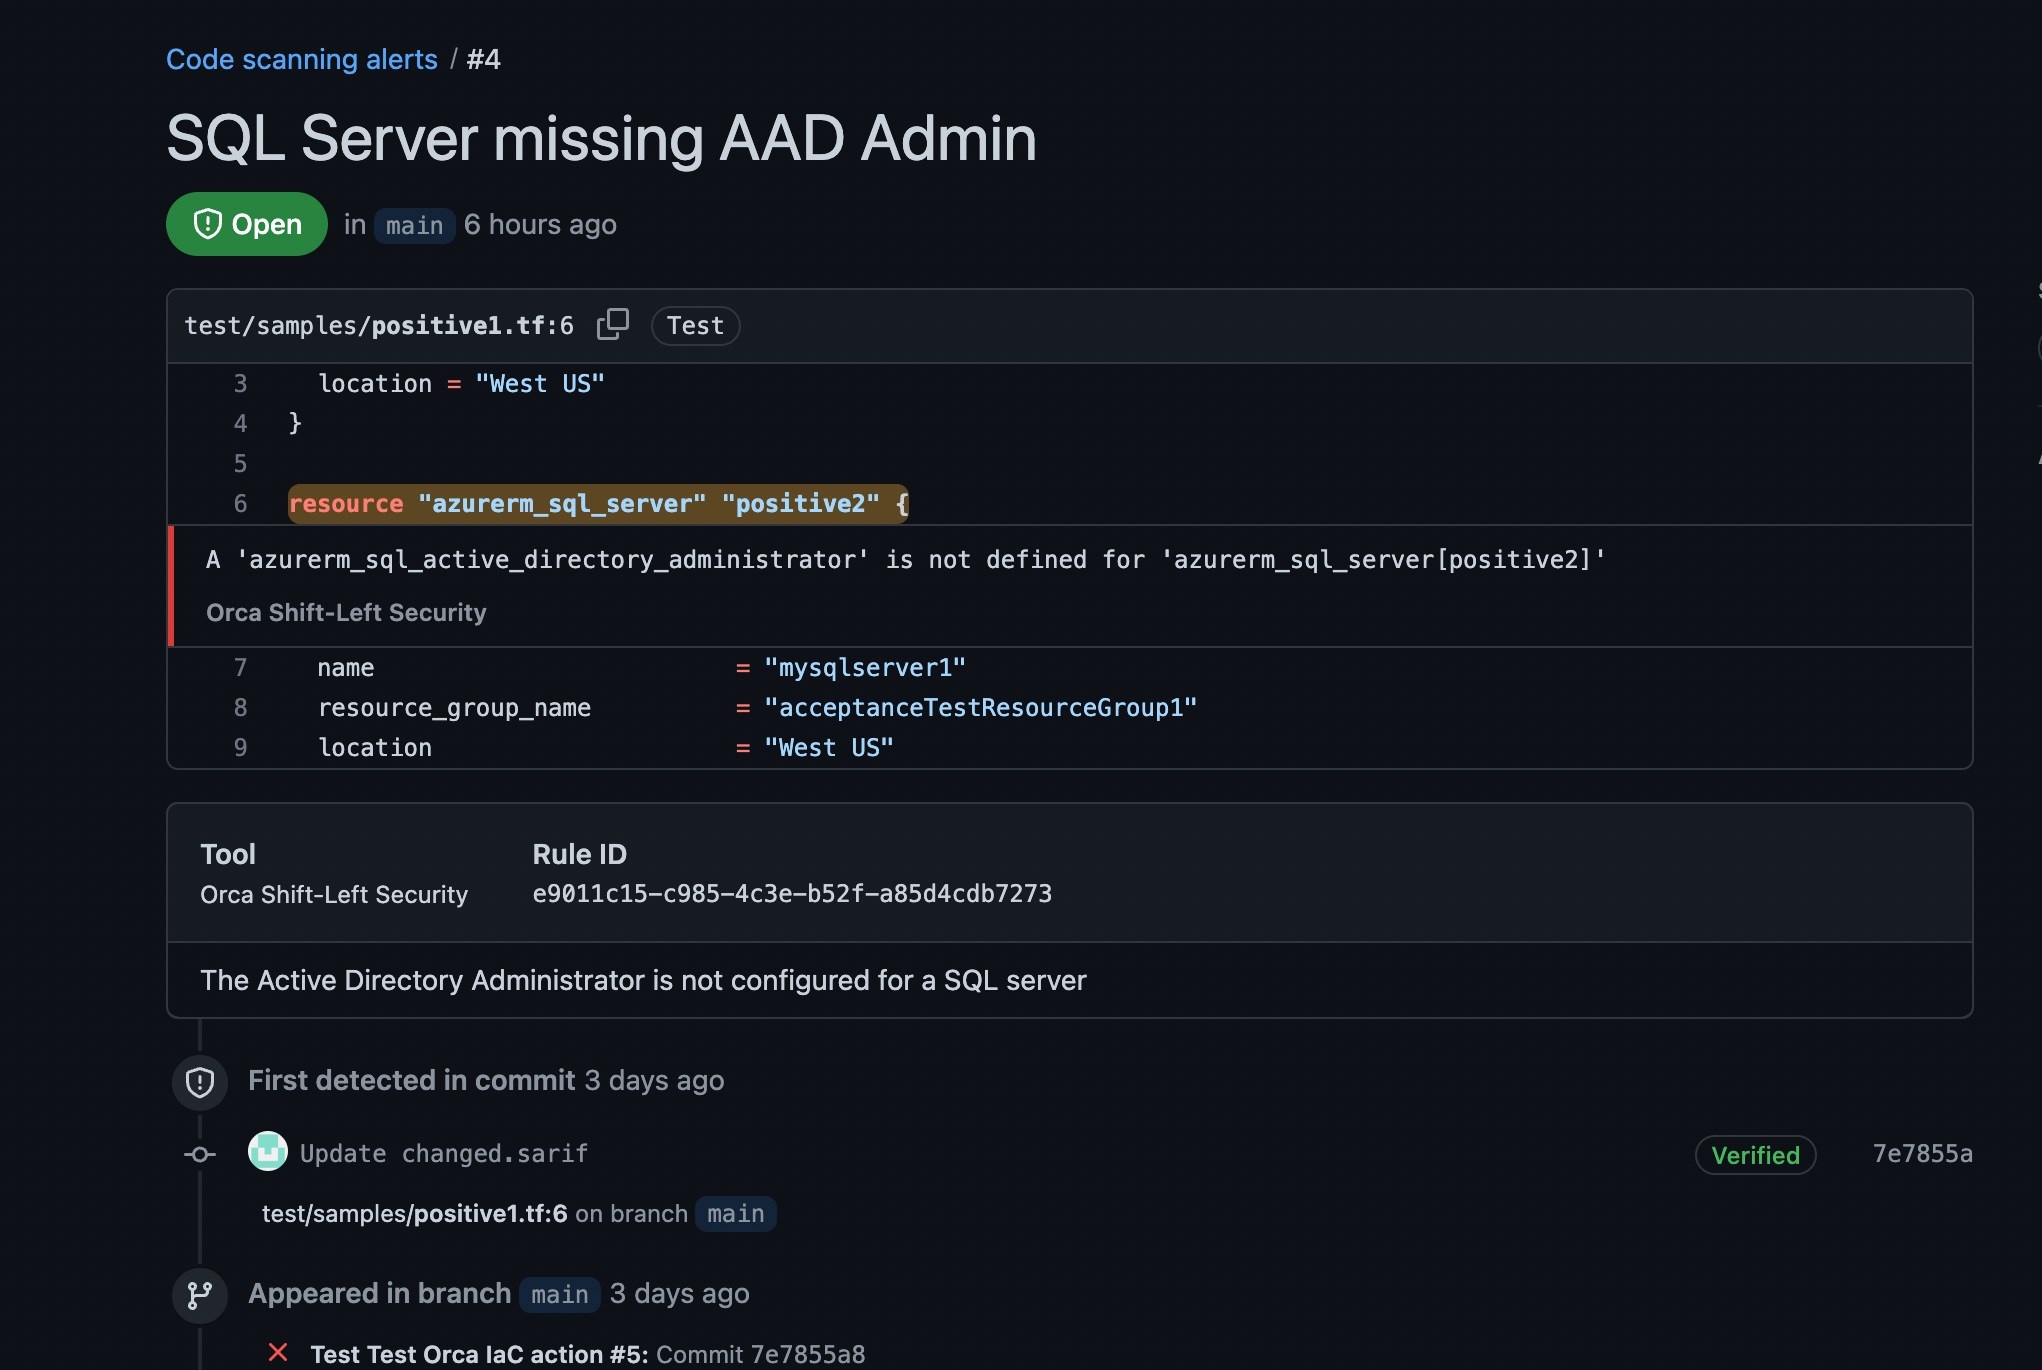 Code scanning alerts / #4
SQL Server missing AAD Admin
Open in main 6 hours ago
test/samples/positive1.tf:6 Test
3 location = "West US"
4 }
5
6 resource "azurerm_sql_server" "positive2" {
A 'azurerm_sql_active_directory_administrator' is not defined for 'azurerm_sql_server[positive2]'
Orca Shift-Left Security
7 name = "mysqlserver1"
8 resource_group_name = "acceptanceTestResourceGroup1"
9 location = "West US"
Tool Rule ID
Orca Shift-Left Security e9011c15-c985-4c3e-b52f-a85d4cdb7273
The Active Directory Administrator is not configured for a SQL server
First detected in commit 3 days ago
Update changed.sarif Verified 7e7855a
test/samples/positive1.tf:6 on branch main
Appeared in branch main 3 days ago
Test Test Orca IaC action #5: Commit 7e7855a8